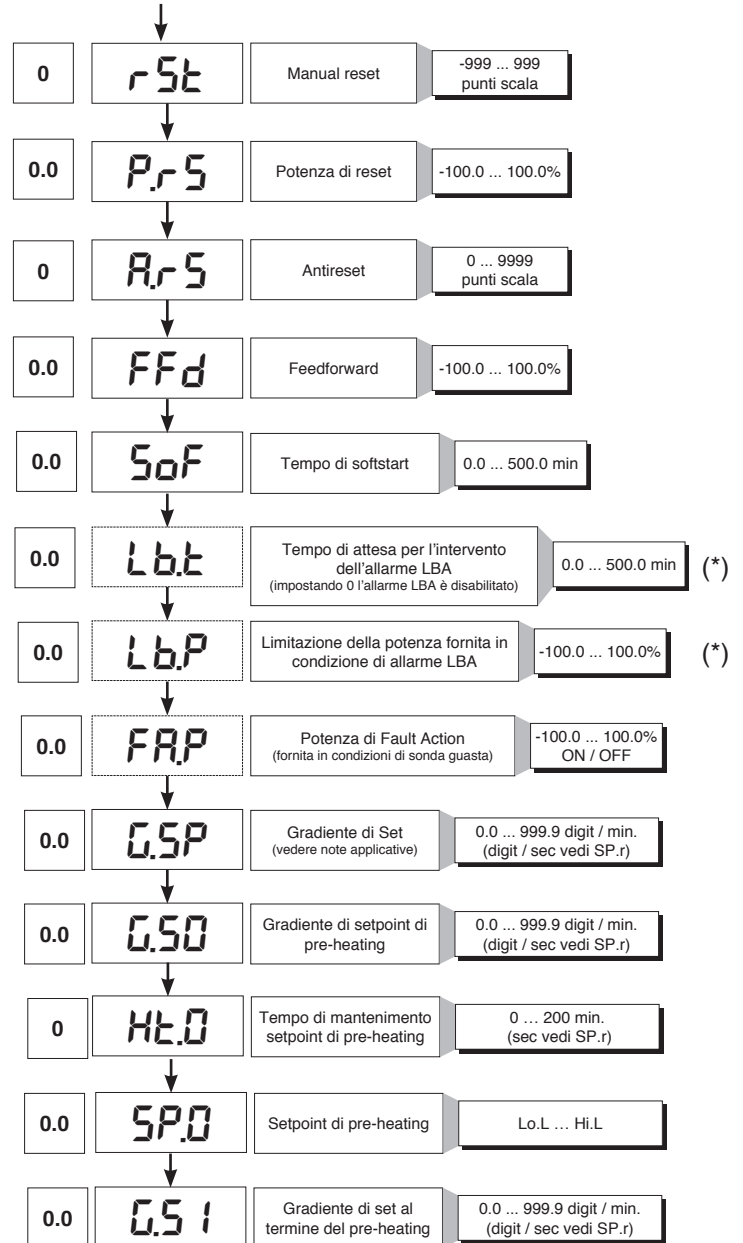 0
rSt
Manual reset
-999 ... 999
punti scala
0.0
P.rS
Potenza di reset
-100.0 ... 100.0%
0
A.rS
Antireset
0 ... 9999
punti scala
0.0
FFd
Feedforward
-100.0 ... 100.0%
0.0
SoF
Tempo di softstart
0.0 ... 500.0 min
0.0
Lb.t
Tempo di attesa per l'intervento
dell'allarme LBA
(impostando 0 l'allarme LBA è disabilitato)
0.0 ... 500.0 min
(*)
0.0
Lb.P
Limitazione della potenza fornita in
condizione di allarme LBA
-100.0 ... 100.0%
(*)
0.0
FA.P
Potenza di Fault Action
(fornita in condizioni di sonda guasta)
-100.0 ... 100.0%
ON / OFF
0.0
G.SP
Gradiente di Set
(vedere note applicative)
0.0 ... 999.9 digit / min.
(digit / sec vedi SP.r)
0.0
G.S0
Gradiente di setpoint di
pre-heating
0.0 ... 999.9 digit / min.
(digit / sec vedi SP.r)
0
Ht.0
Tempo di mantenimento
setpoint di pre-heating
0 … 200 min.
(sec vedi SP.r)
0.0
SP.0
Setpoint di pre-heating
Lo.L … Hi.L
0.0
G.S1
Gradiente di set al
termine del pre-heating
0.0 ... 999.9 digit / min.
(digit / sec vedi SP.r)